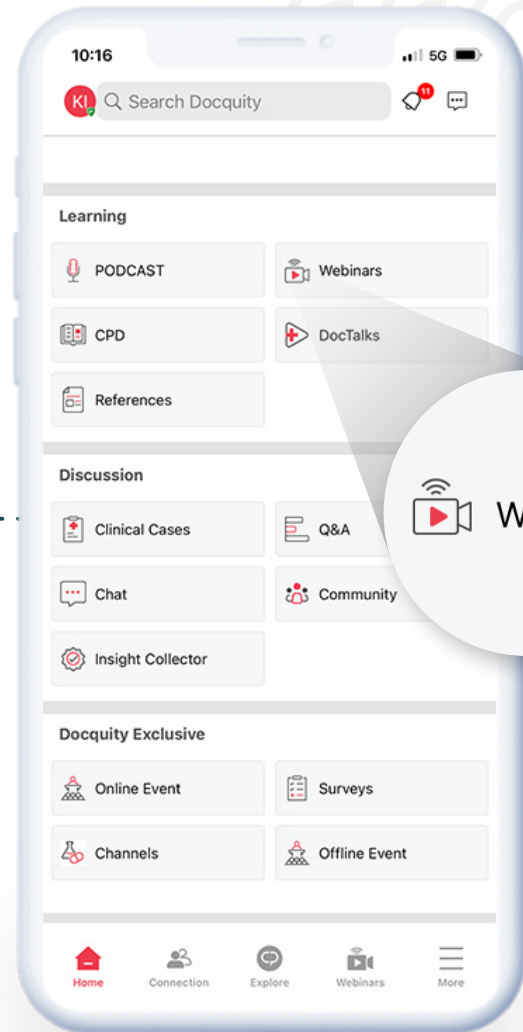 10:16
5G
KI
Search Docquity
11
Learning
PODCAST
Webinars
CPD
DocTalks
References
Discussion
Clinical Cases
Q&A
W
Chat
Community
Insight Collector
Docquity Exclusive
Online Event
Surveys
Channels
Offline Event
Home
Connection
Explore
Webinars
More